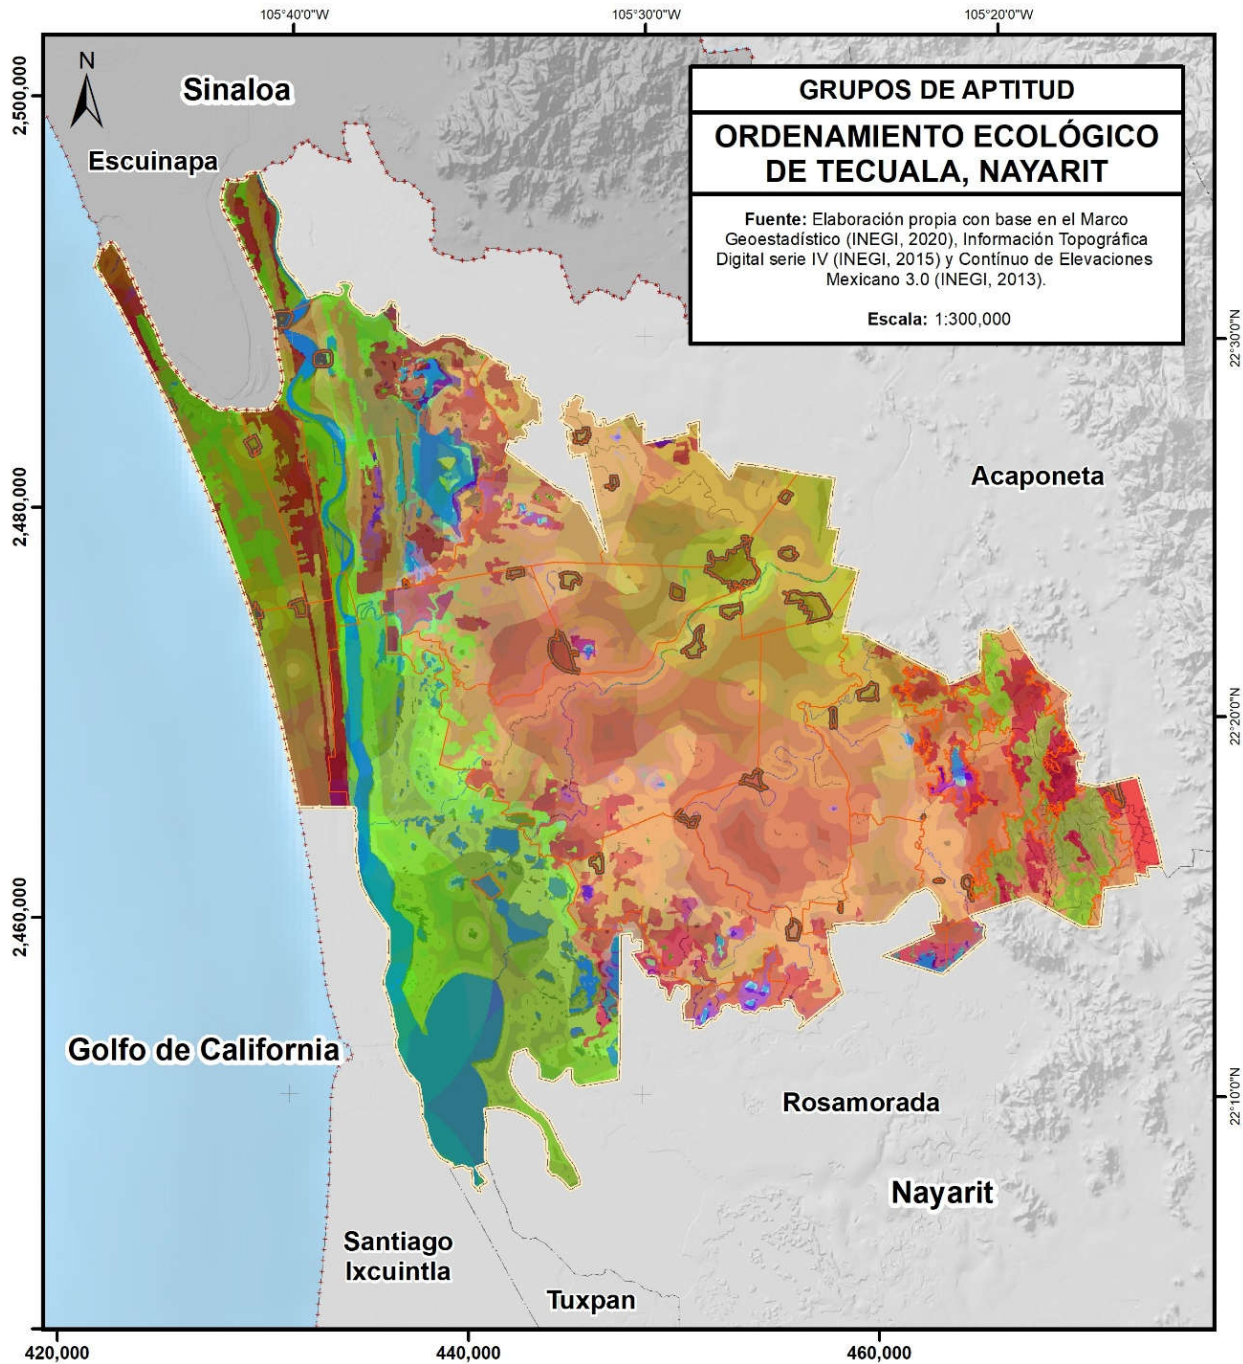 105°40'0"W
105°30'0"W
105°20'0"W
N
2,500,000
Sinaloa
Escuinapa
GRUPOS DE APTITUD
ORDENAMIENTO ECOLÓGICO
DE TECUALA, NAYARIT
Fuente: Elaboración propia con base en el Marco
Geoestadístico (INEGI, 2020), Información Topográfica
Digital serie IV (INEGI, 2015) y Contínuo de Elevaciones
Mexicano 3.0 (INEGI, 2013).
Escala: 1:300,000
22°30'0"N
Acaponeta
2,480,000
22°20'0"N
2,460,000
Golfo de California
22°10'0"N
Rosamorada
Nayarit
Santiago
Ixcuintla
Tuxpan
420,000
440,000
460,000